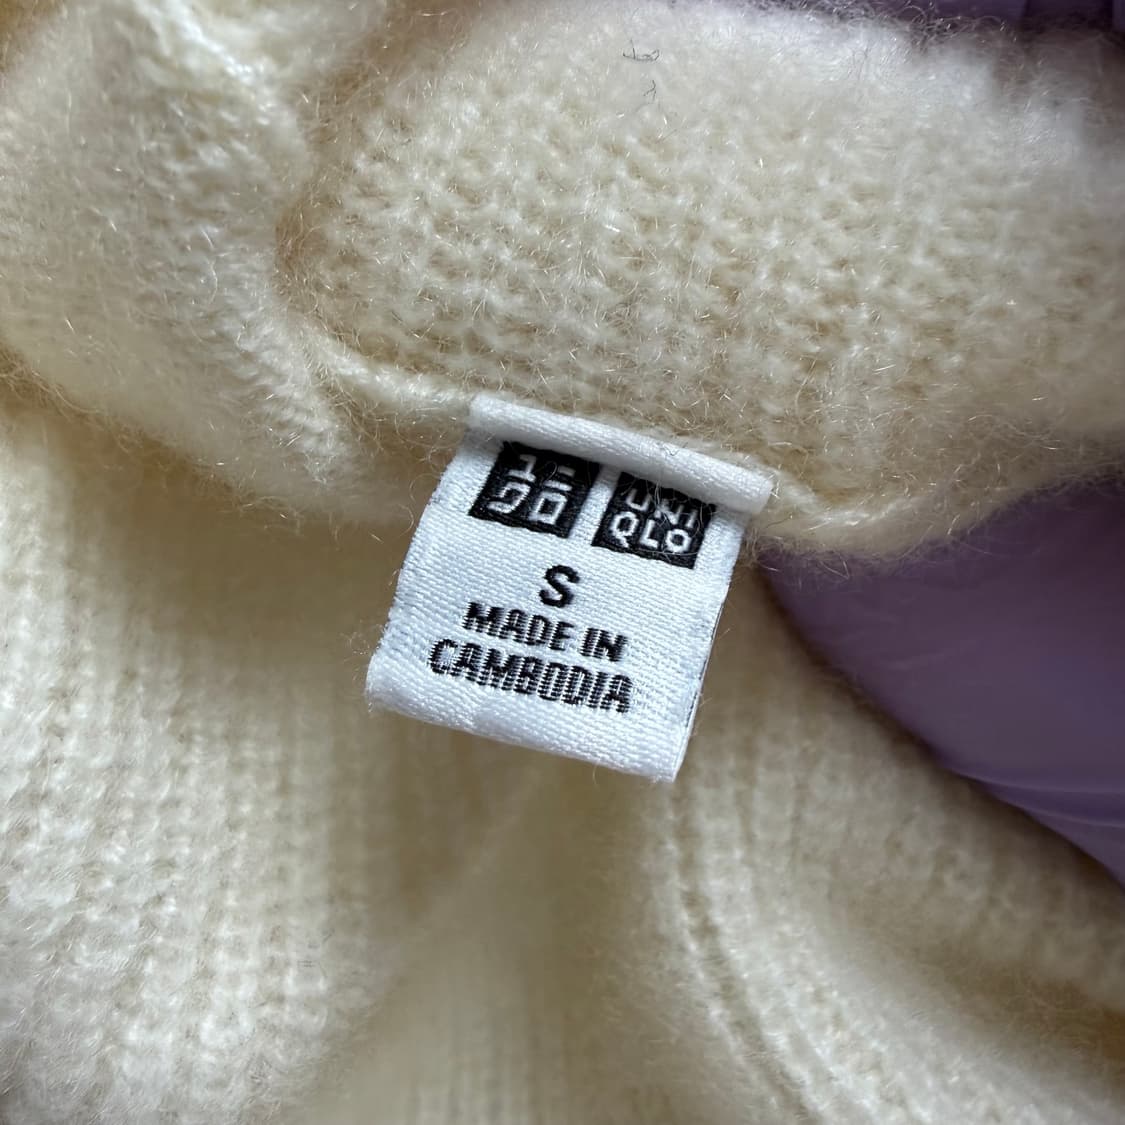 ユニ UNI
クロ QLO
S
MADE IN
CAMBODIA